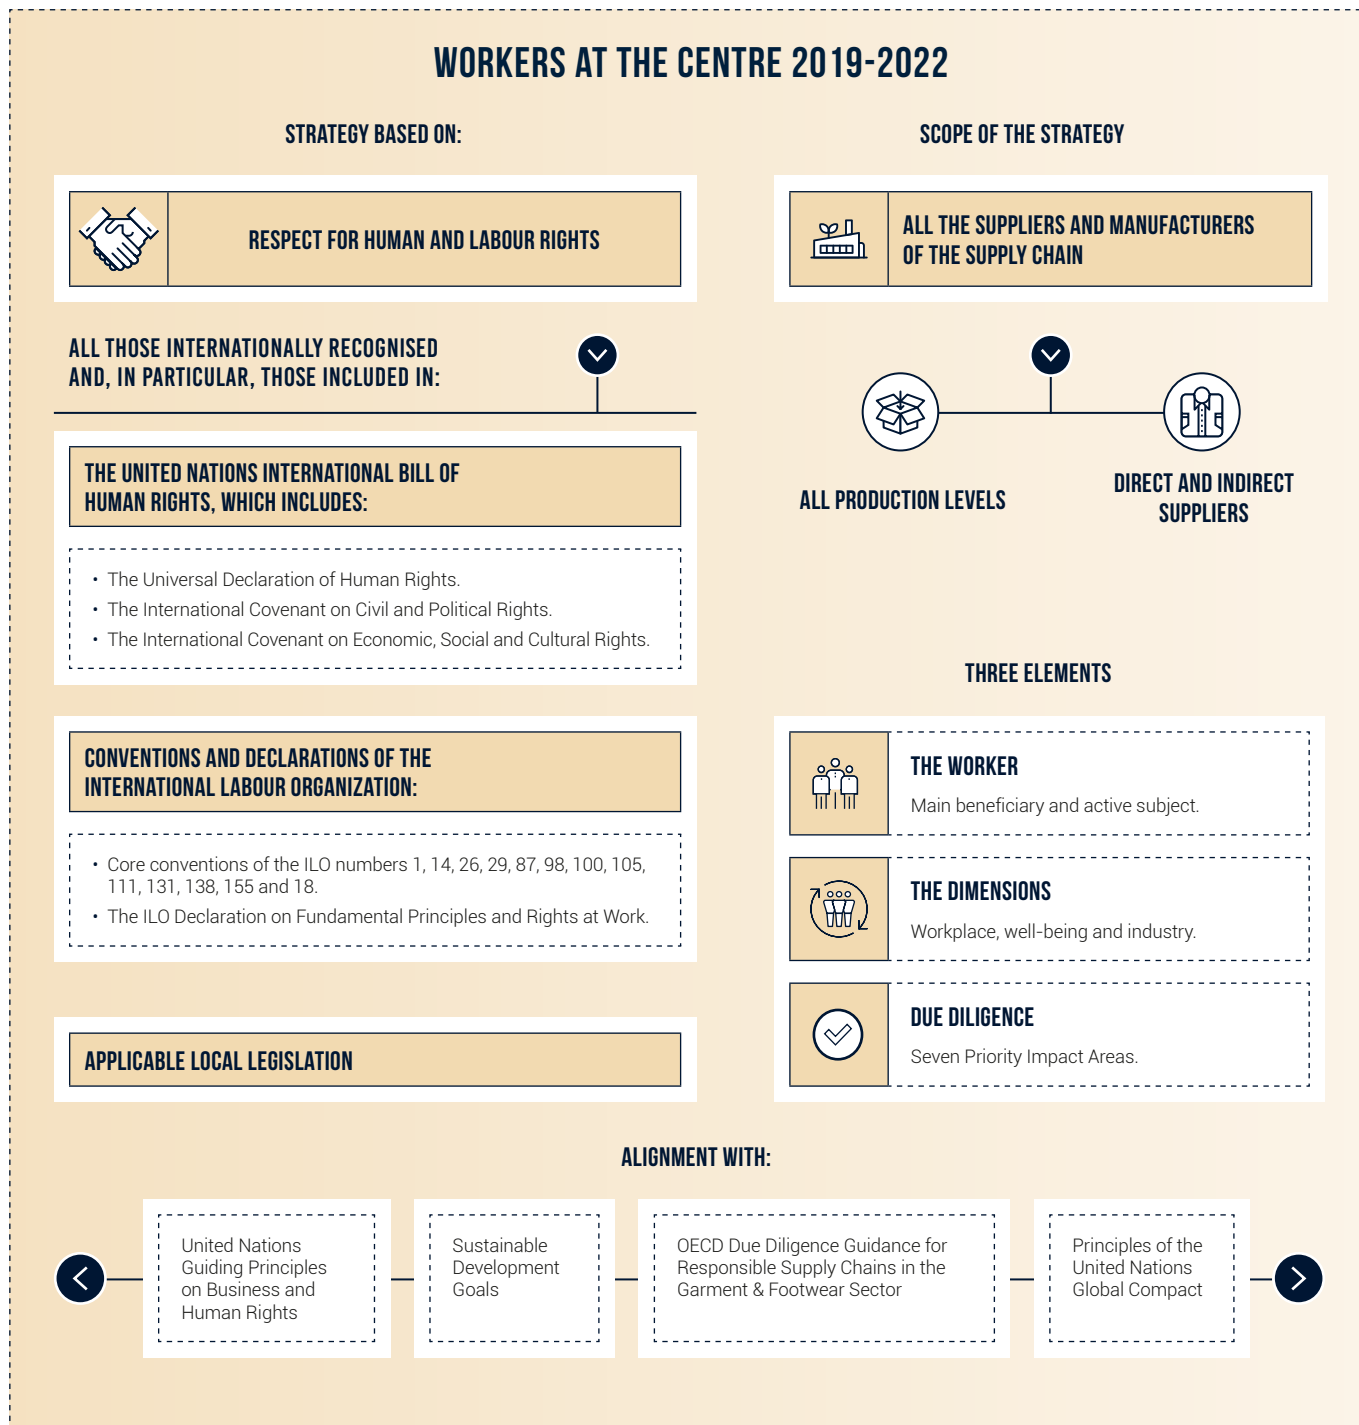 WORKERS AT THE CENTRE 2019-2022
STRATEGY BASED ON:
RESPECT FOR HUMAN AND LABOUR RIGHTS
ALL THOSE INTERNATIONALLY RECOGNISED
AND, IN PARTICULAR, THOSE INCLUDED IN:
THE UNITED NATIONS INTERNATIONAL BILL OF
HUMAN RIGHTS, WHICH INCLUDES:
• The Universal Declaration of Human Rights.
• The International Covenant on Civil and Political Rights.
• The International Covenant on Economic, Social and Cultural Rights.
CONVENTIONS AND DECLARATIONS OF THE
INTERNATIONAL LABOUR ORGANIZATION:
• Core conventions of the ILO numbers 1, 14, 26, 29, 87, 98, 100, 105,
111, 131, 138, 155 and 18.
• The ILO Declaration on Fundamental Principles and Rights at Work.
APPLICABLE LOCAL LEGISLATION
SCOPE OF THE STRATEGY
ALL THE SUPPLIERS AND MANUFACTURERS
OF THE SUPPLY CHAIN
ALL PRODUCTION LEVELS
DIRECT AND INDIRECT
SUPPLIERS
THREE ELEMENTS
THE WORKER
Main beneficiary and active subject.
THE DIMENSIONS
Workplace, well-being and industry.
DUE DILIGENCE
Seven Priority Impact Areas.
ALIGNMENT WITH:
United Nations
Guiding Principles
on Business and
Human Rights
Sustainable
Development
Goals
OECD Due Diligence Guidance for
Responsible Supply Chains in the
Garment & Footwear Sector
Principles of the
United Nations
Global Compact